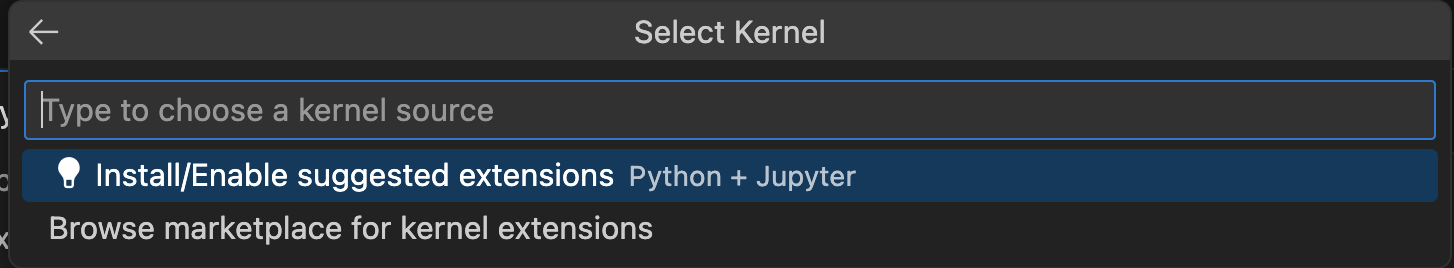 Select Kernel
Type to choose a kernel source
Install/Enable suggested extensions Python + Jupyter
Browse marketplace for kernel extensions